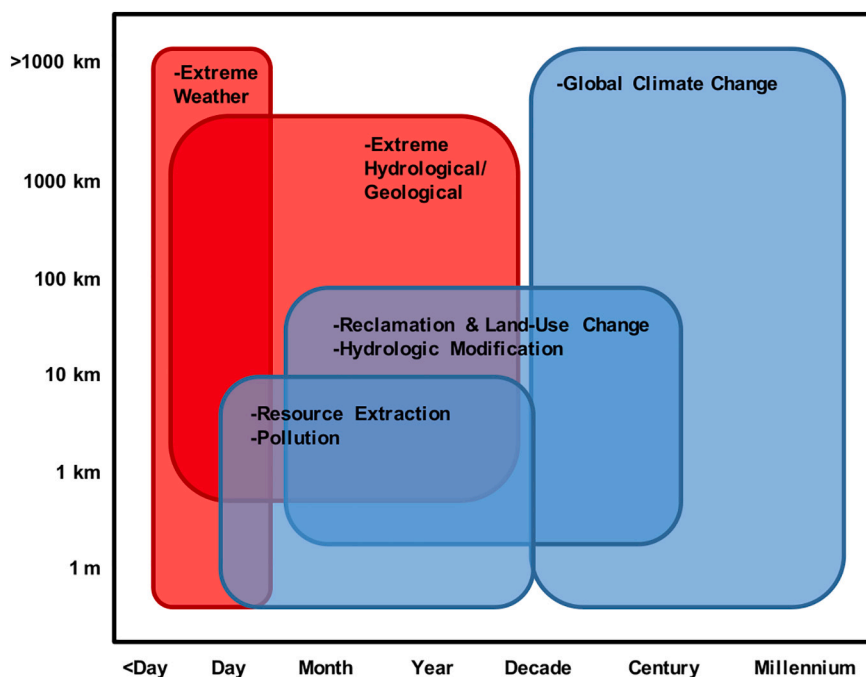 >1000 km
1000 km
100 km
10 km
1 km
1 m
-Extreme
Weather
-Extreme
Hydrological/
Geological
-Global Climate Change
-Reclamation & Land-Use Change
-Hydrologic Modification
-Resource Extraction
-Pollution
<Day Day Month Year Decade Century Millennium